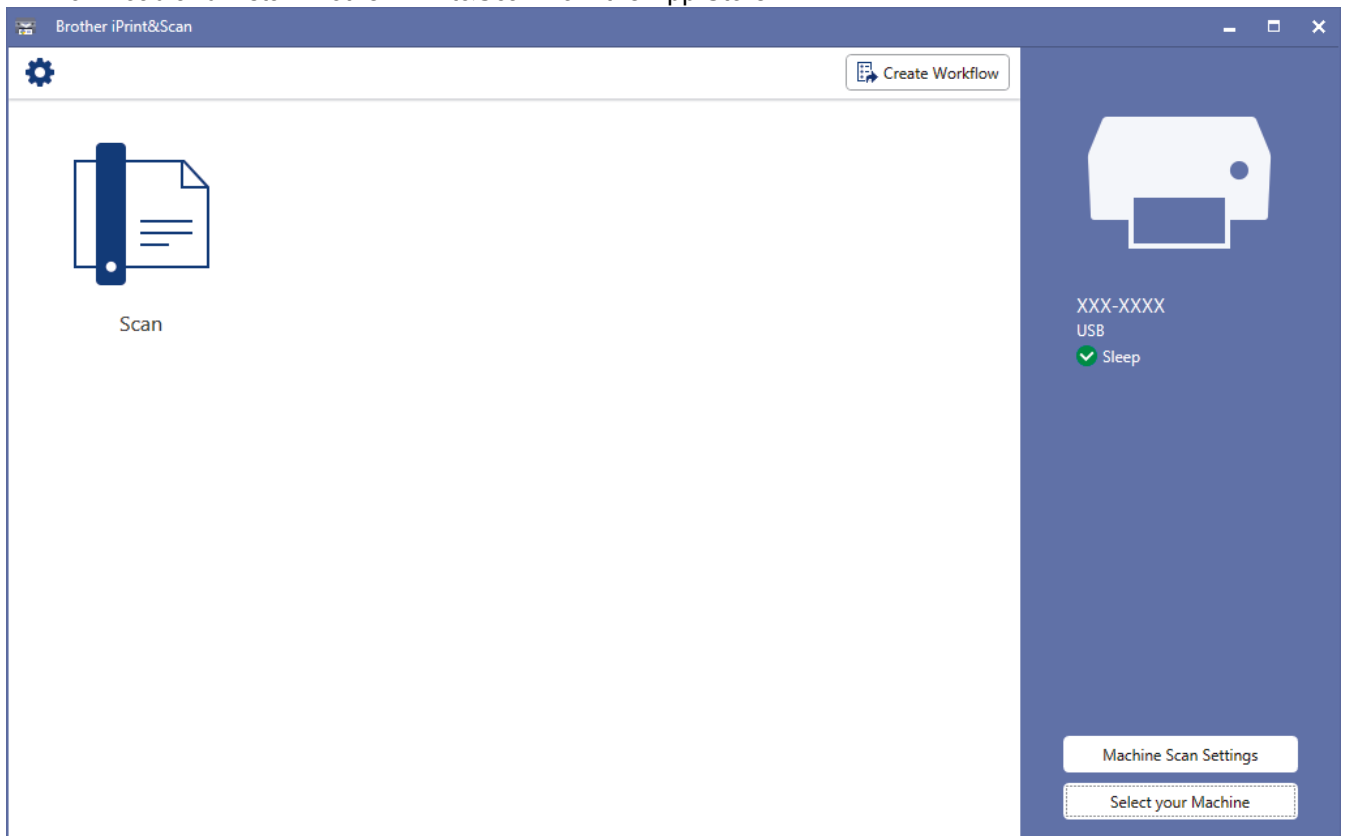 Brother iPrint&Scan
Create Workflow
Scan
XXX-XXXX
USB
Sleep
Machine Scan Settings
Select your Machine